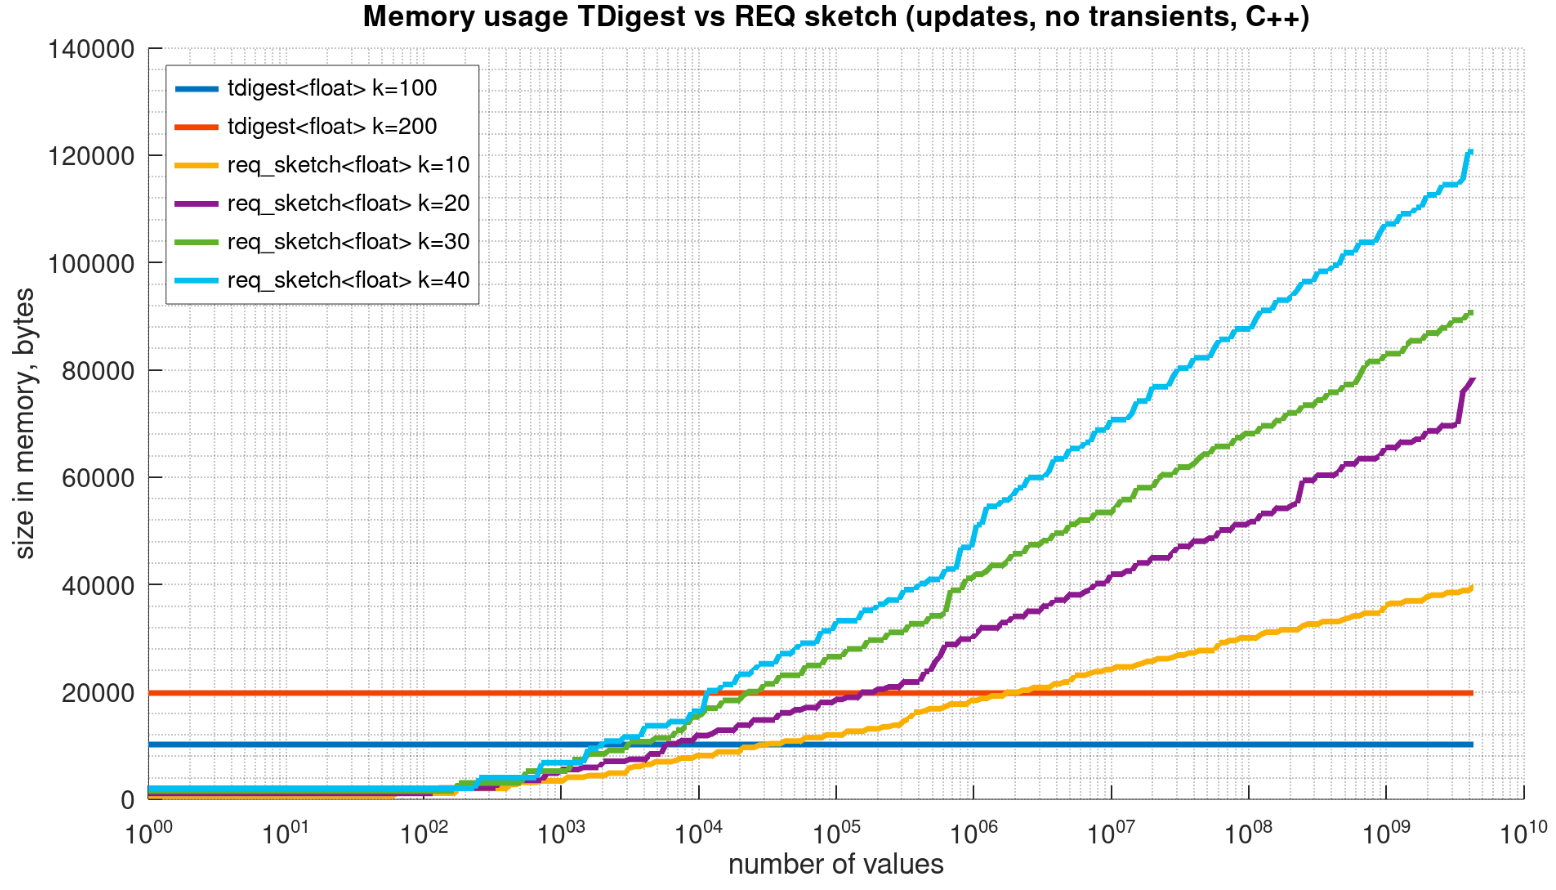 Memory usage TDigest vs REQ sketch (updates, no transients, C++)
140000
120000
100000
80000
60000
40000
20000
0
size in memory, bytes
tdigest<float> k=100
tdigest<float> k=200
req_sketch<float> k=10
req_sketch<float> k=20
req_sketch<float> k=30
req_sketch<float> k=40
10^00 10^01 10^02 10^03 10^04 10^05 10^06 10^07 10^08 10^09 10^10
number of values